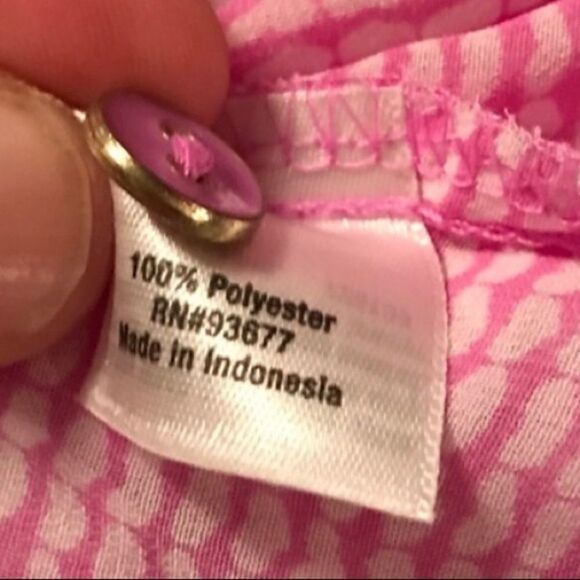 100% Polyester
RN#93677
Made in Indonesia